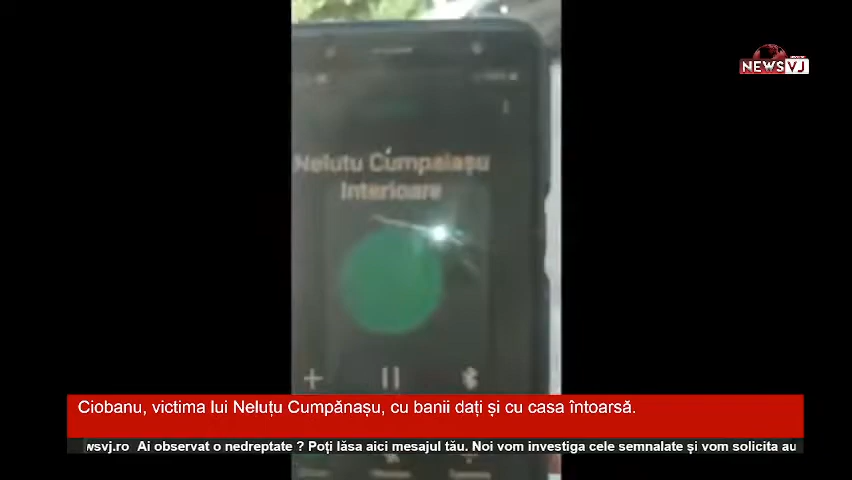 NEWSVJ
Nelutu Cumpalașu
Interioare
Ciobanu, victima lui Neluțu Cumpănașu, cu banii dați și cu casa întoarsă.
wsvj.ro Ai observat o nedreptate ? Poți lăsa aici mesajul tău. Noi vom investiga cele semnalate și vom solicita au